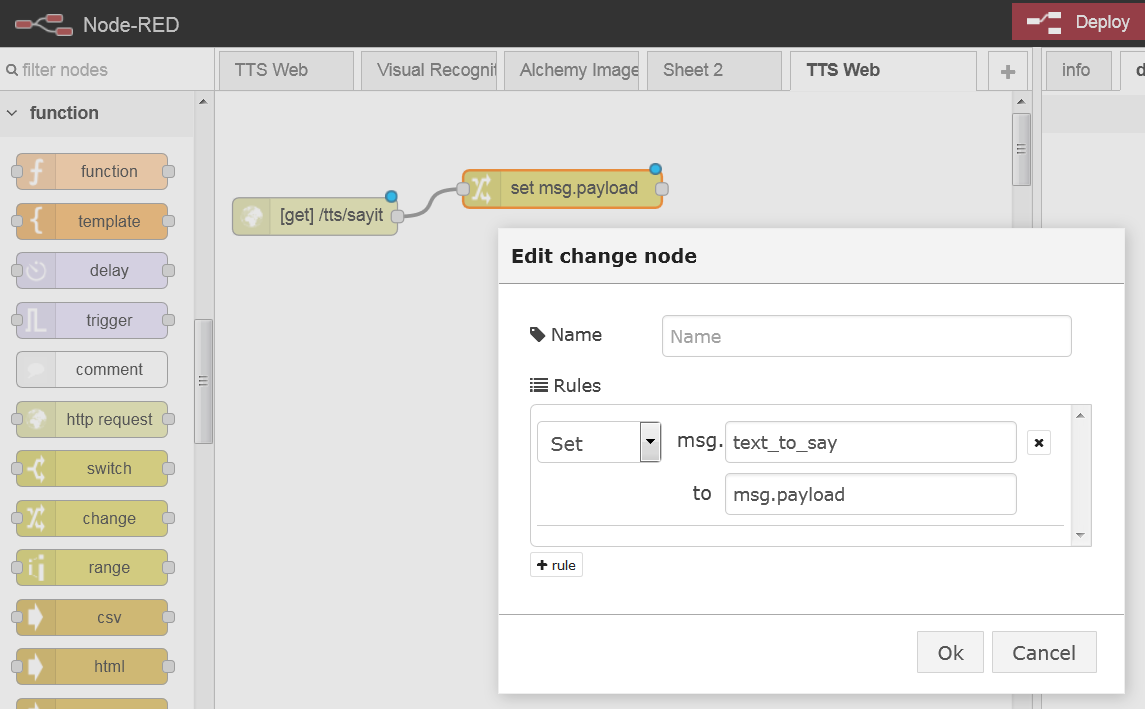 Node-RED
Deploy
filter nodes
TTS Web
Visual Recognit
Alchemy Image
Sheet 2
TTS Web
info
d
function
function
template
delay
trigger
comment
http request
switch
change
range
csv
html
[get] /tts/sayit
set msg.payload
Edit change node
Name
Name
Rules
Set
msg. text_to_say
to msg.payload
rule
Ok
Cancel